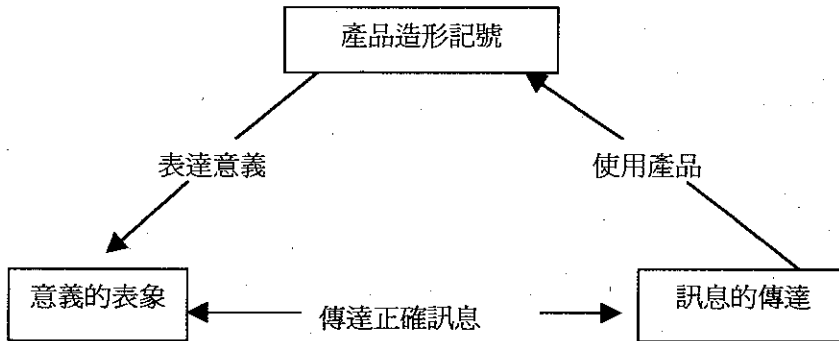 產品造形記號
表達意義
使用產品
意義的表象
傳達正確訊息
訊息的傳達